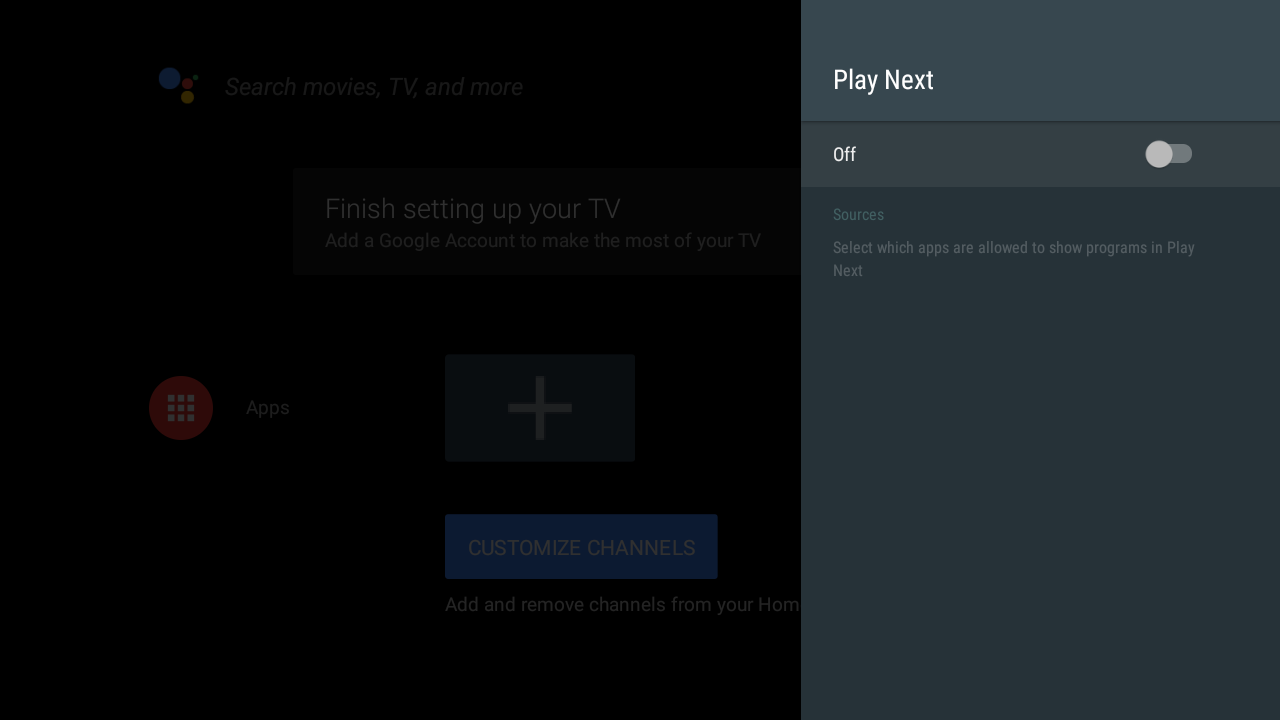 Search movies, TV, and more
Finish setting up your TV
Add a Google Account to make the most of your TV
Apps
CUSTOMIZE CHANNELS
Add and remove channels from your Hom
Play Next
Off
Sources
Select which apps are allowed to show programs in Play
Next